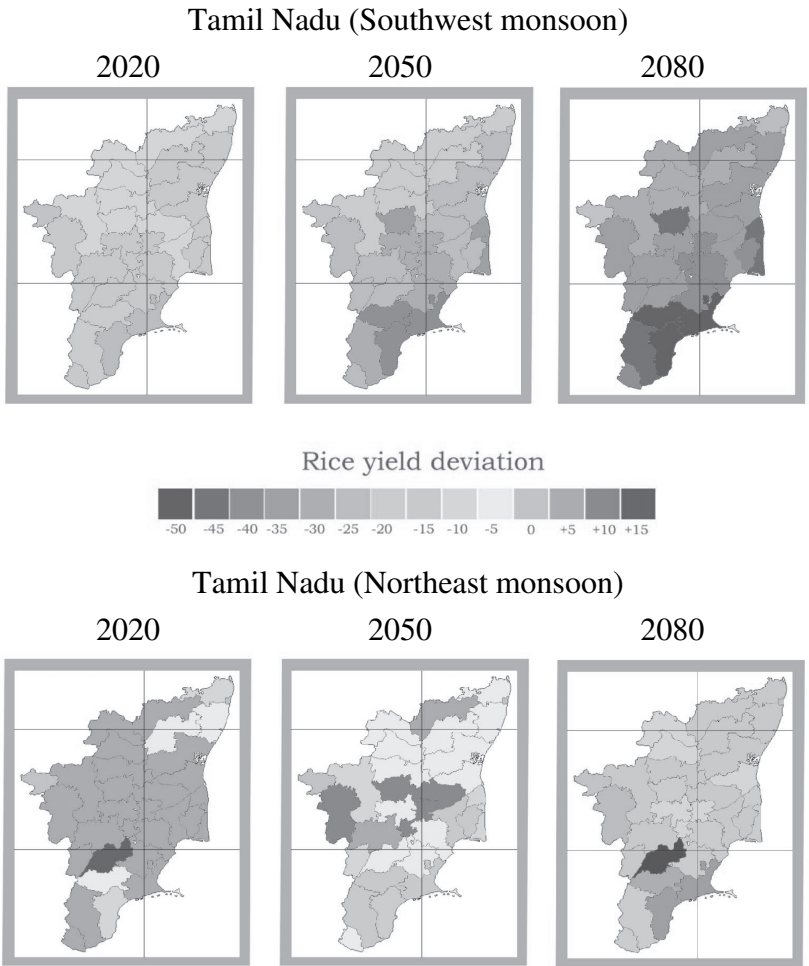 Tamil Nadu (Southwest monsoon)
2020 2050 2080
Rice yield deviation
-50 -45 -40 -35 -30 -25 -20 -15 -10 -5 0 +5 +10 +15
Tamil Nadu (Northeast monsoon)
2020 2050 2080